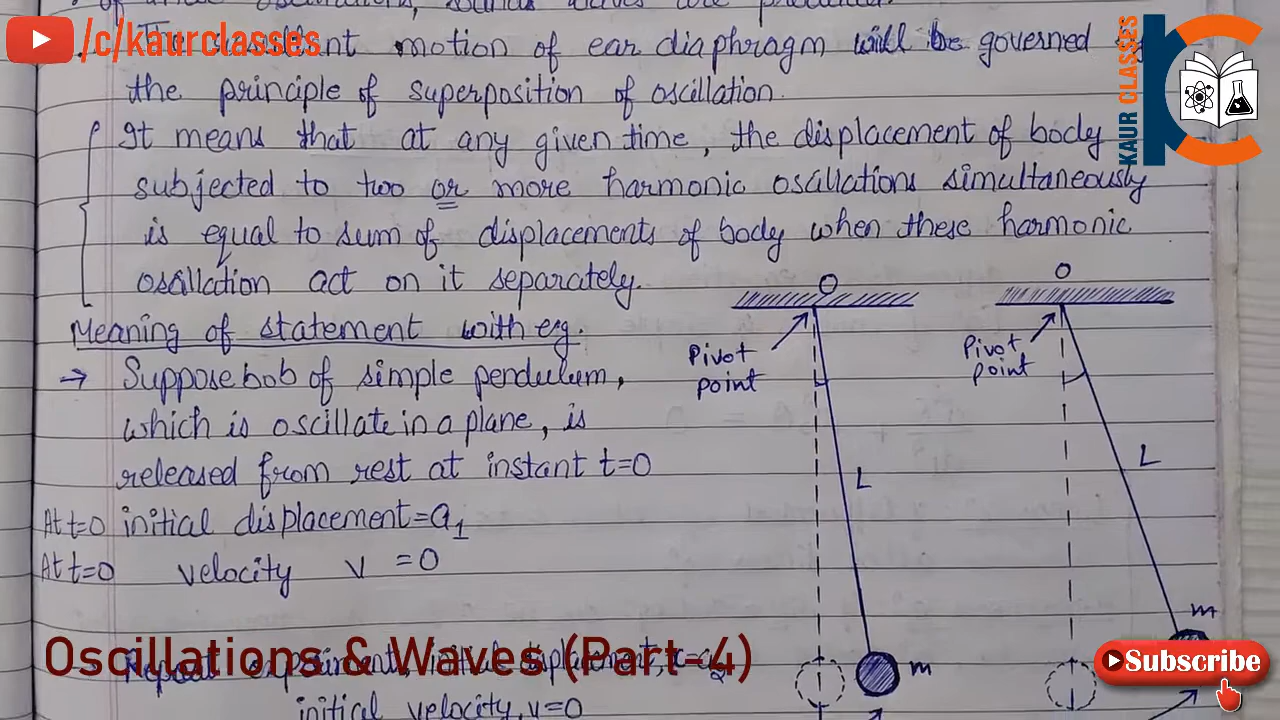 /c/kaurclasses
KAUR CLASSES
motion of ear diaphragm will be governed
the principle of superposition of oscillation.
It means that at any given time, the displacement of body
subjected to two or more harmonic oscillations simultaneously
is equal to sum of displacements of body when these harmonic
oscillation act on it separately.
Meaning of statement with eg.
→ Suppose bob of simple pendulum,
which is oscillate in a plane, is
released from rest at instant t=0
At t=0 initial displacement = a₁
At t=0 velocity v = 0
initial velocity, v=0
O
Pivot
point
L
m
O
Pivot
point
L
m
Oscillations & Waves (Part-4)
Subscribe